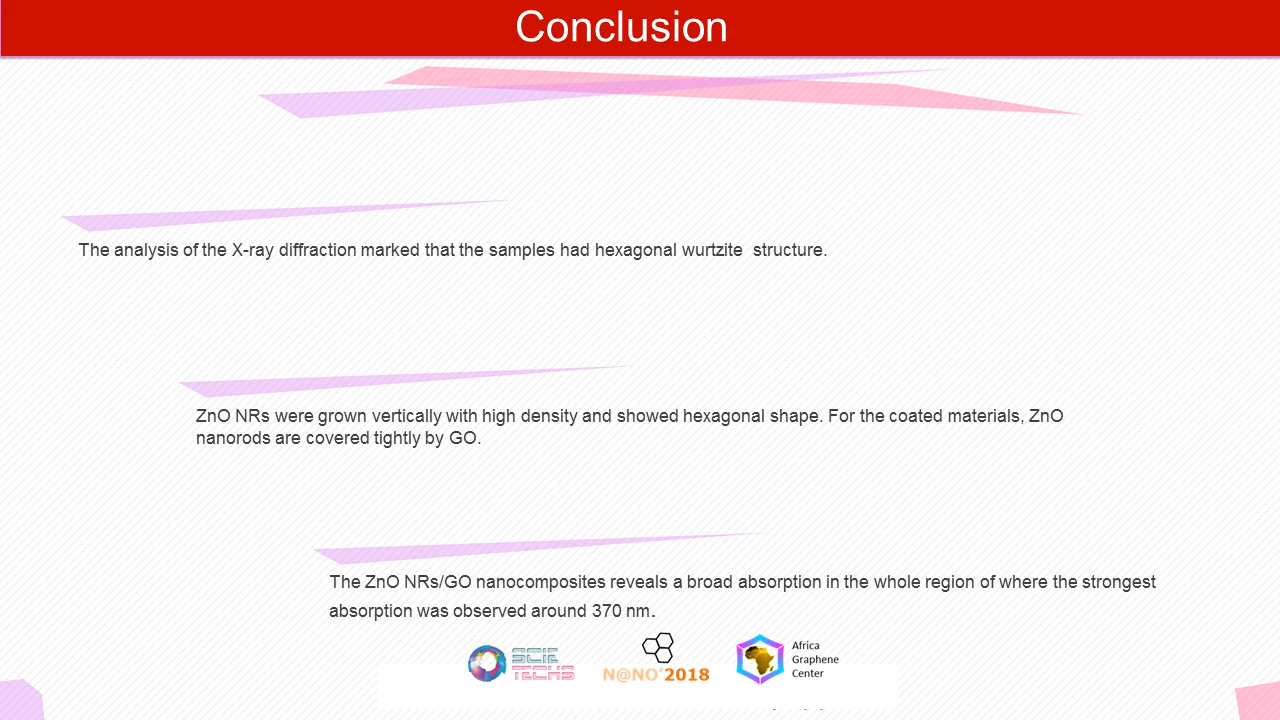 Conclusion
The analysis of the X-ray diffraction marked that the samples had hexagonal wurtzite  structure.
ZnO NRs were grown vertically with high density and showed hexagonal shape. For the coated materials, ZnO
nanorods are covered tightly by GO.
The ZnO NRs/GO nanocomposites reveals a broad absorption in the whole region of where the strongest
absorption was observed around 370 nm.
SCIE
TECHS
N@NO'2018
Africa
Graphene
Center